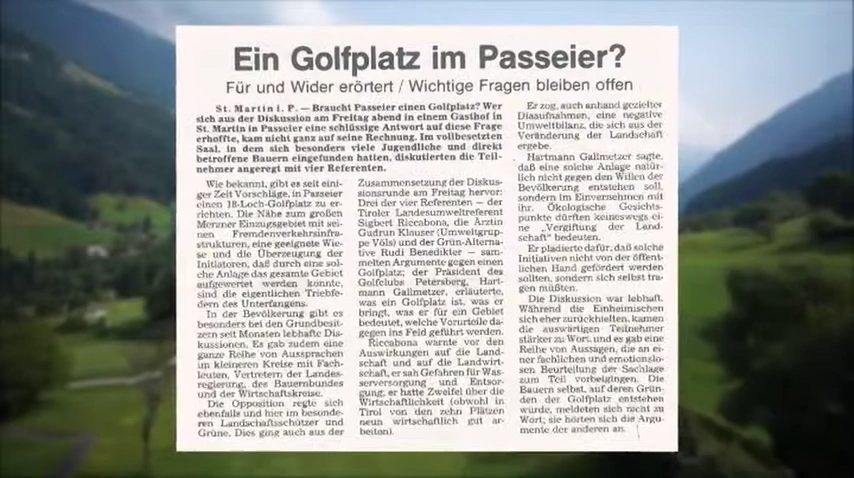 Ein Golfplatz im Passeier?
Für und Wider erörtert / Wichtige Fragen bleiben offen
St. Martin i. P. — Braucht Passeier einen Golfplatz? Wer
sich aus der Diskussion am Freitag abend in einem Gasthof in
St. Martin in Passeier eine schlüssige Antwort auf diese Frage
erhoffte, kam nicht ganz auf seine Rechnung. Im vollbesetzten
Saal, in dem sich besonders viele Jugendliche und direkt
betroffene Bauern eingefunden hatten, diskutierten die Teil-
nehmer angeregt mit vier Referenten.
Wie bekannt, gibt es seit eini-
ger Zeit Vorschläge, in Passeier
einen 18-Loch-Golfplatz zu er-
richten. Die Nähe zum großen
Meraner Einzugsgebiet mit sei-
nen Fremdenverkehrsinfra-
strukturen, eine geeignete Wie-
se und die Überzeugung der
Initiatoren, daß durch eine sol-
che Anlage das gesamte Gebiet
aufgewertet werden könnte,
sind die eigentlichen Triebfe-
dern des Unterfangens.
In der Bevölkerung gibt es
besonders bei den Grundbesit-
zern seit Monaten lebhafte Dis-
kussionen. Es gab zudem eine
ganze Reihe von Aussprachen
im kleineren Kreise mit Fach-
leuten, Vertretern der Landes-
regierung, des Bauernbundes
und der Wirtschaftskreise.
Die Opposition regte sich
ebenfalls und hier im besonde-
ren Landschaftsschützer und
Grüne. Dies ging auch aus der
Zusammensetzung der Diskus-
sionsrunde am Freitag hervor:
Drei der vier Referenten — der
Tiroler Landesumweltreferent
Sigbert Riccabona, die Ärztin
Gudrun Klauser (Umweltgrup-
pe Völs) und der Grün-Alterna-
tive Rudi Benedikter — sam-
melten Argumente gegen einen
Golfplatz; der Präsident des
Golfclubs Petersberg, Hart-
mann Gallmetzer, erläuterte,
was ein Golfplatz ist, was er
bringt, was er für ein Gebiet
bedeutet, welche Vorurteile da-
gegen ins Feld geführt werden.
Riccabona warnte vor den
Auswirkungen auf die Land-
schaft und auf die Landwirt-
schaft, er sah Gefahren für Was-
serversorgung und Entsor-
gung, er hatte Zweifel über die
Wirtschaftlichkeit (obwohl in
Tirol von den zehn Plätzen
neun wirtschaftlich gut ar-
beiten).
Er zog, auch anhand gezielter
Diaaufnahmen, eine negative
Umweltbilanz, die sich aus der
Veränderung der Landschaft
ergebe.
Hartmann Gallmetzer sagte,
daß eine solche Anlage natür-
lich nicht gegen den Willen der
Bevölkerung entstehen soll,
sondern im Einvernehmen mit
ihr. Ökologische Gesichts-
punkte dürften keineswegs ei-
ne „Vergiftung der Land-
schaft" bedeuten.
Er plädierte dafür, daß solche
Initiativen nicht von der öffent-
lichen Hand gefördert werden
sollten, sondern sich selbst tra-
gen müßten.
Die Diskussion war lebhaft.
Während die Einheimischen
sich eher zurückhielten, kamen
die auswärtigen Teilnehmer
stärker zu Wort, und es gab eine
Reihe von Aussagen, die an ei-
ner fachlichen und emotionslo-
sen Beurteilung der Sachlage
zum Teil vorbeigingen. Die
Bauern selbst, auf deren Grün-
den der Golfplatz entstehen
würde, meldeten sich nicht zu
Wort; sie hörten sich die Argu-
mente der anderen an.